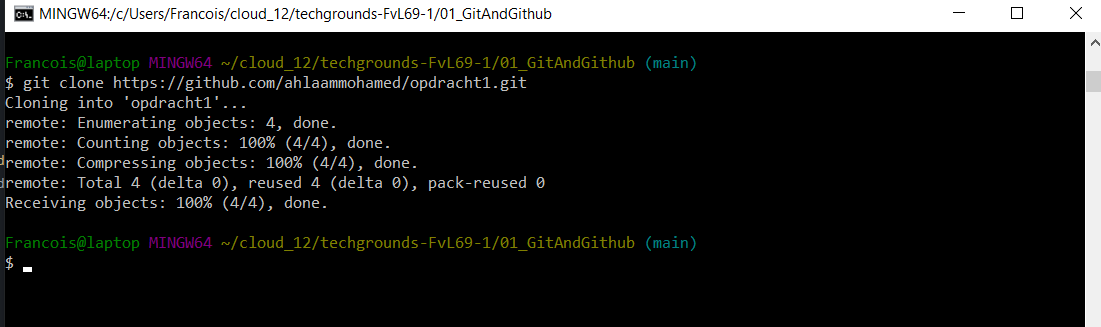 MINGW64:/c/Users/Francois/cloud_12/techgrounds-FvL69-1/01_GitAndGithub
Francois@laptop MINGW64 ~/cloud_12/techgrounds-FvL69-1/01_GitAndGithub (main)
$ git clone https://github.com/ahlaammohamed/opdracht1.git
Cloning into 'opdracht1'...
remote: Enumerating objects: 4, done.
remote: Counting objects: 100% (4/4), done.
remote: Compressing objects: 100% (4/4), done.
remote: Total 4 (delta 0), reused 4 (delta 0), pack-reused 0
Receiving objects: 100% (4/4), done.
Francois@laptop MINGW64 ~/cloud_12/techgrounds-FvL69-1/01_GitAndGithub (main)
$